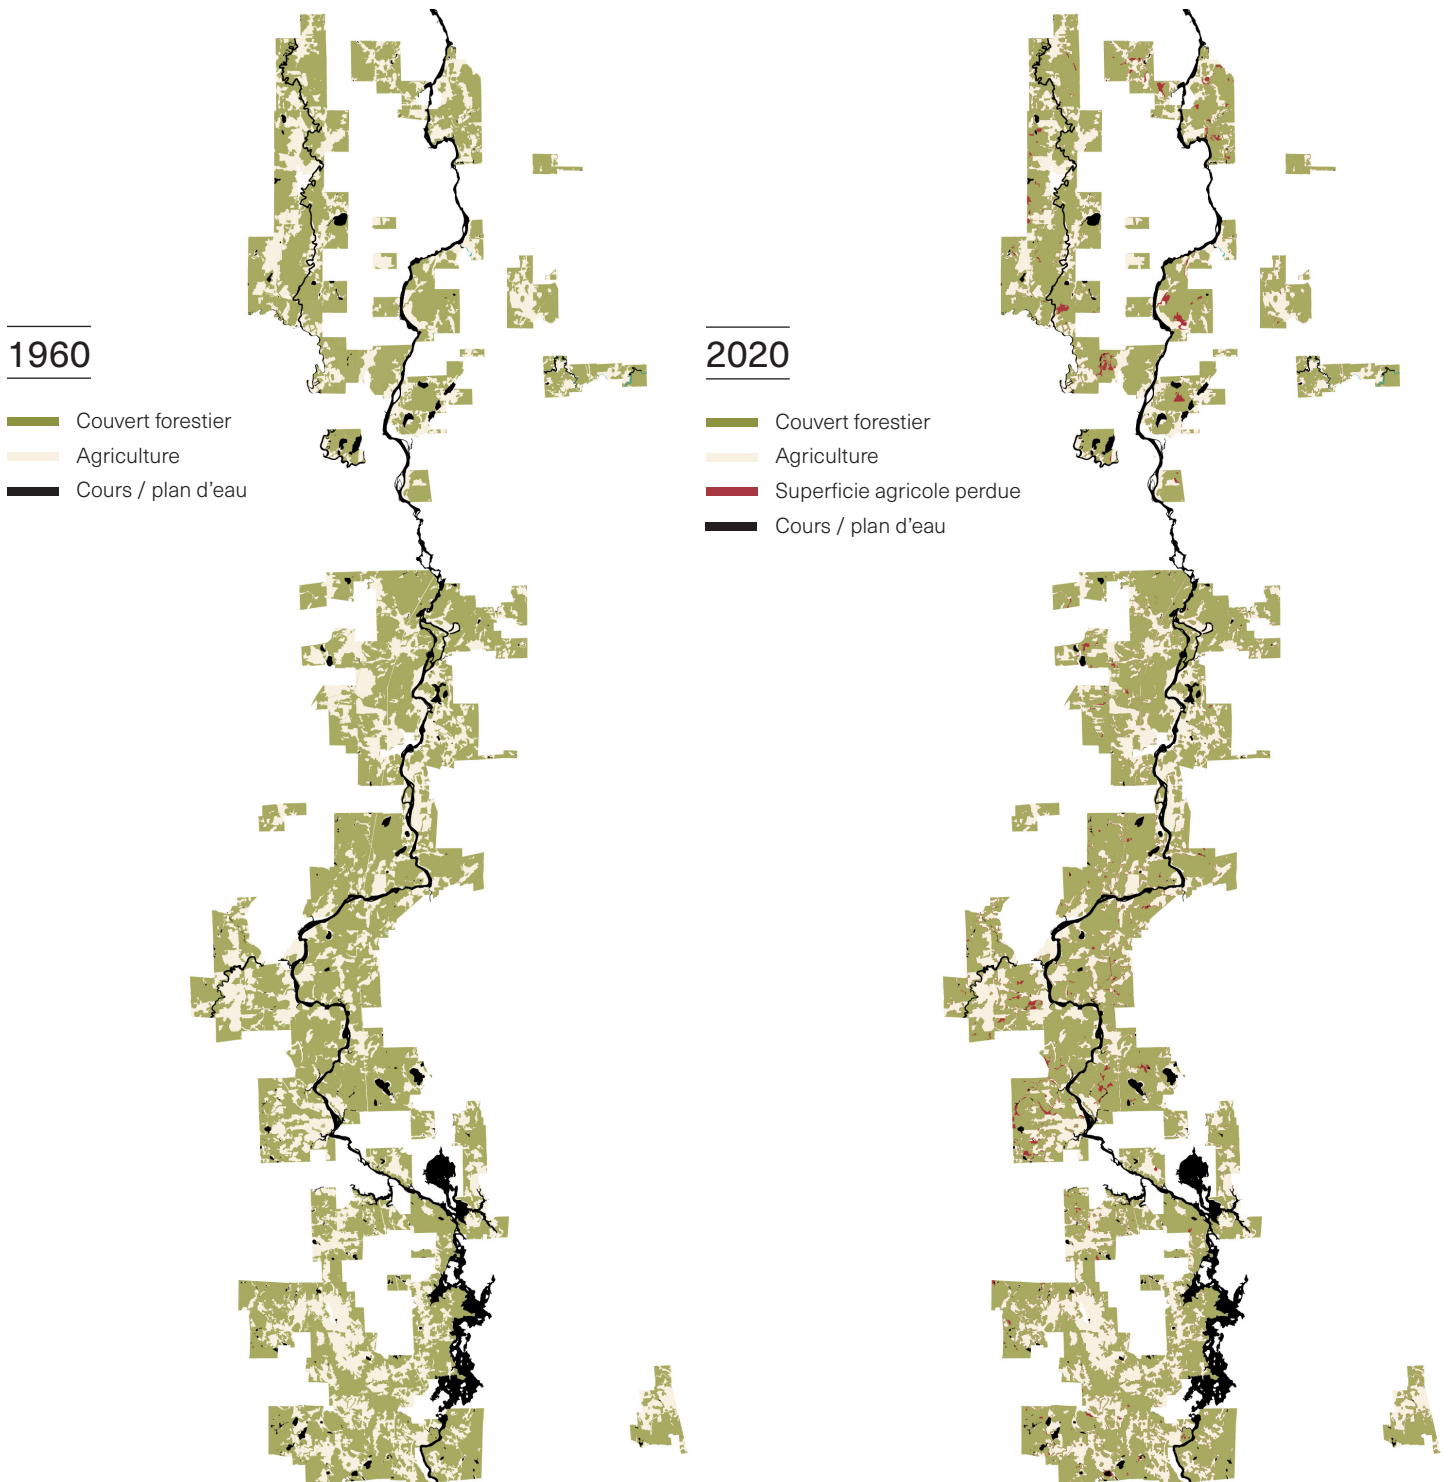 1960
Couvert forestier
Agriculture
Cours / plan d'eau
2020
Couvert forestier
Agriculture
Superficie agricole perdue
Cours / plan d'eau